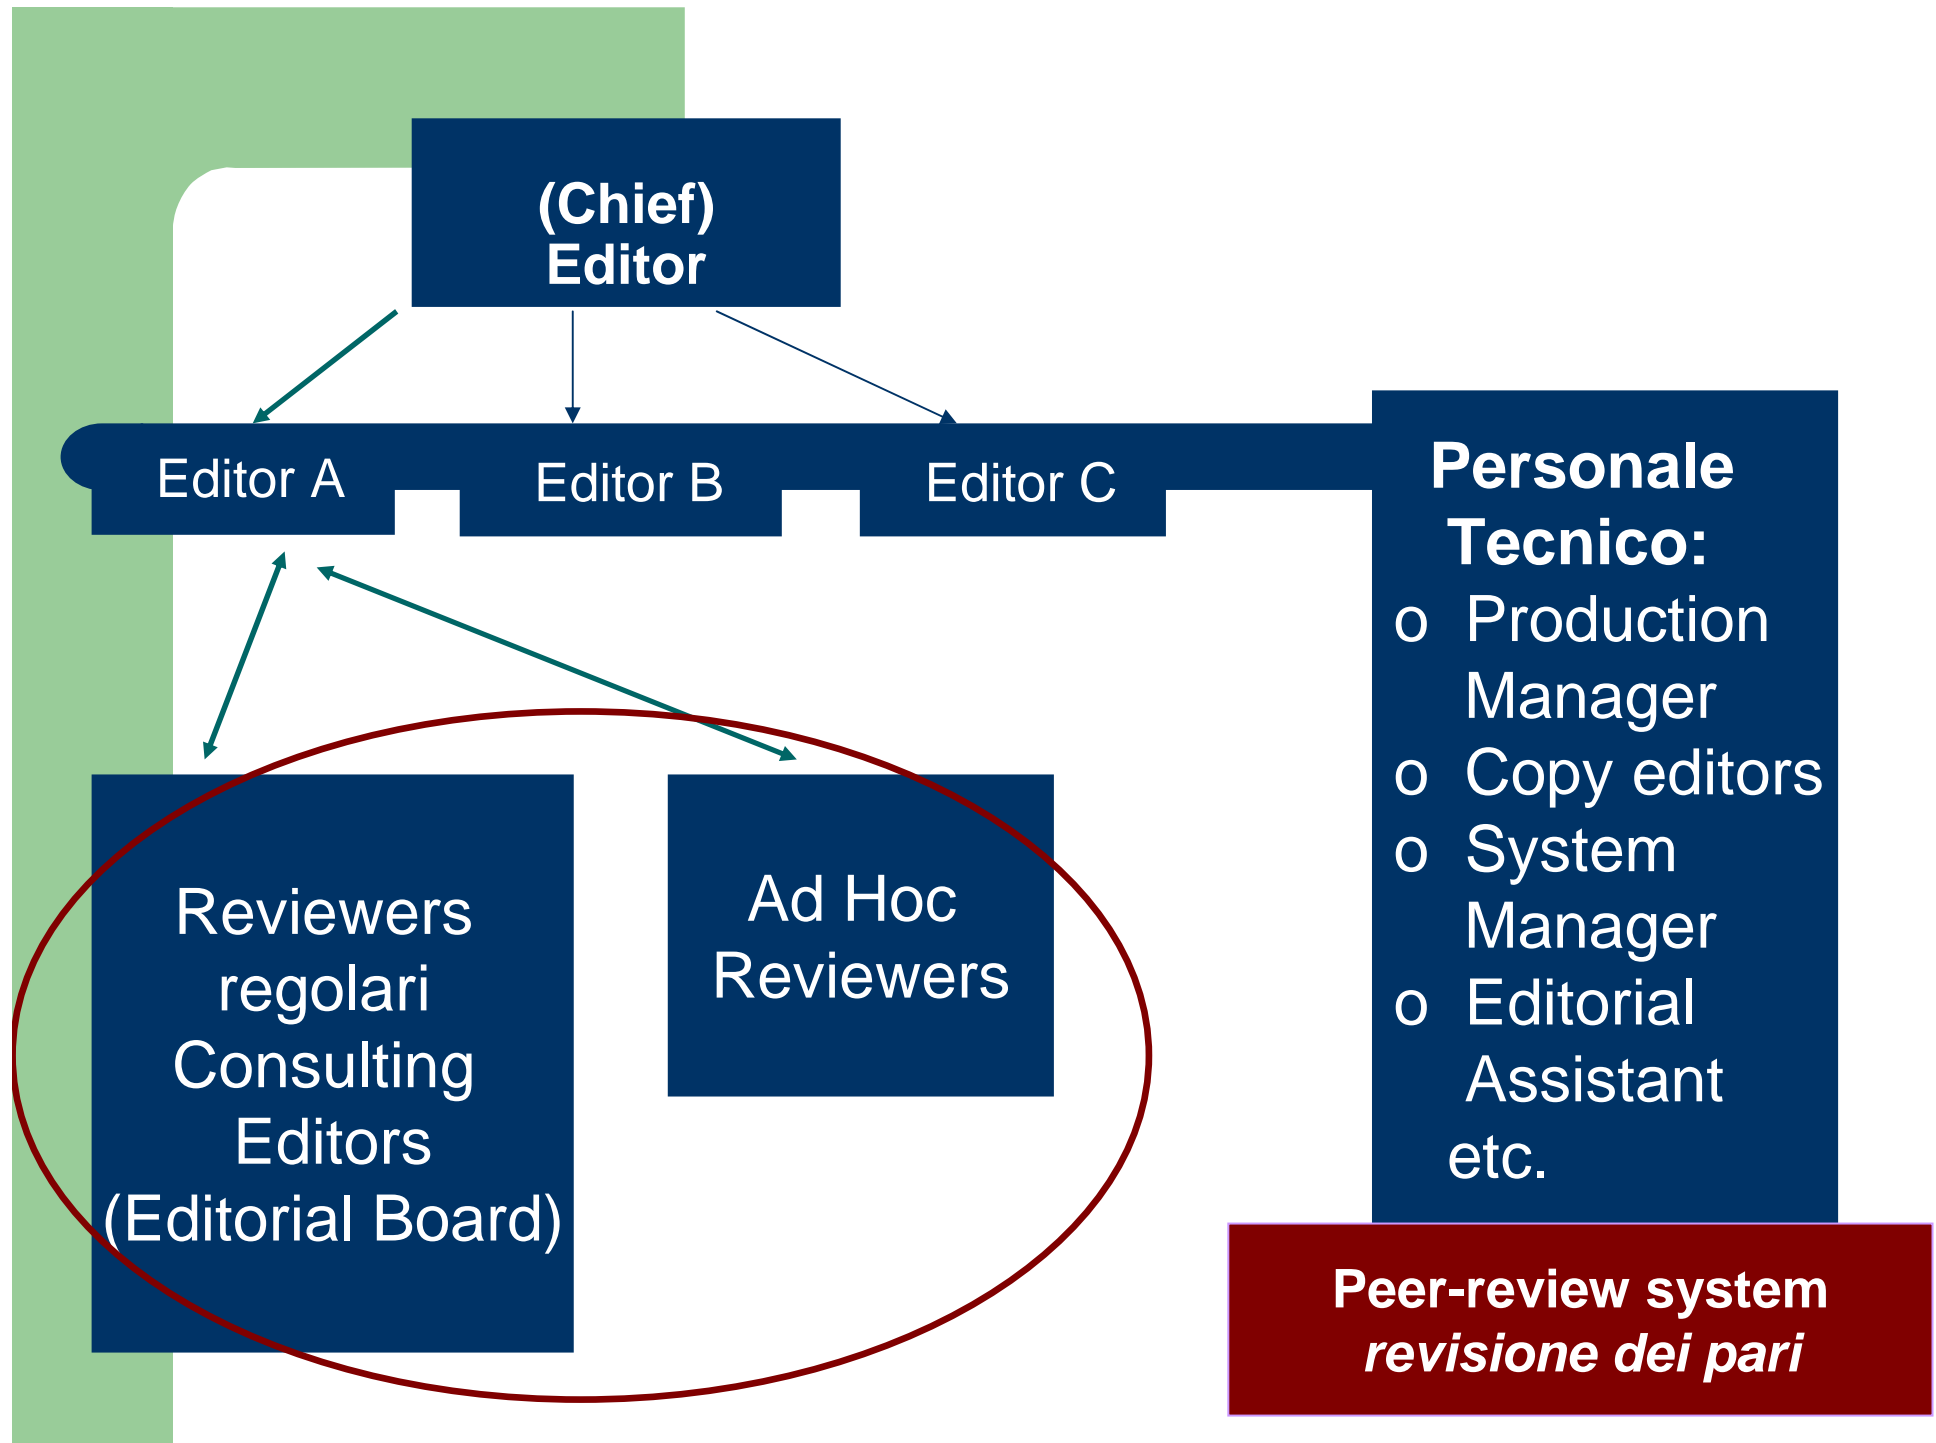 (Chief)
Editor
Editor A
Editor B
Editor C
Personale
Tecnico:
o Production
Manager
o Copy editors
o System
Manager
o Editorial
Assistant
etc.
Reviewers
regolari
Consulting
Editors
(Editorial Board)
Ad Hoc
Reviewers
Peer-review system
revisione dei pari